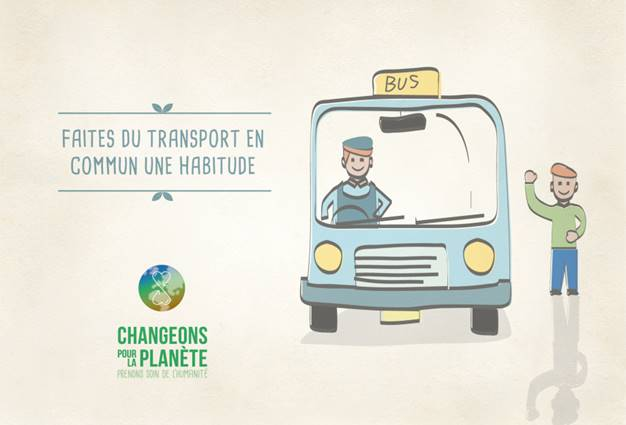 BUS
FAITES DU TRANSPORT EN
COMMUN UNE HABITUDE
CHANGEONS
POUR LA PLANÈTE
PRENONS SOIN DE L'HUMANITÉ